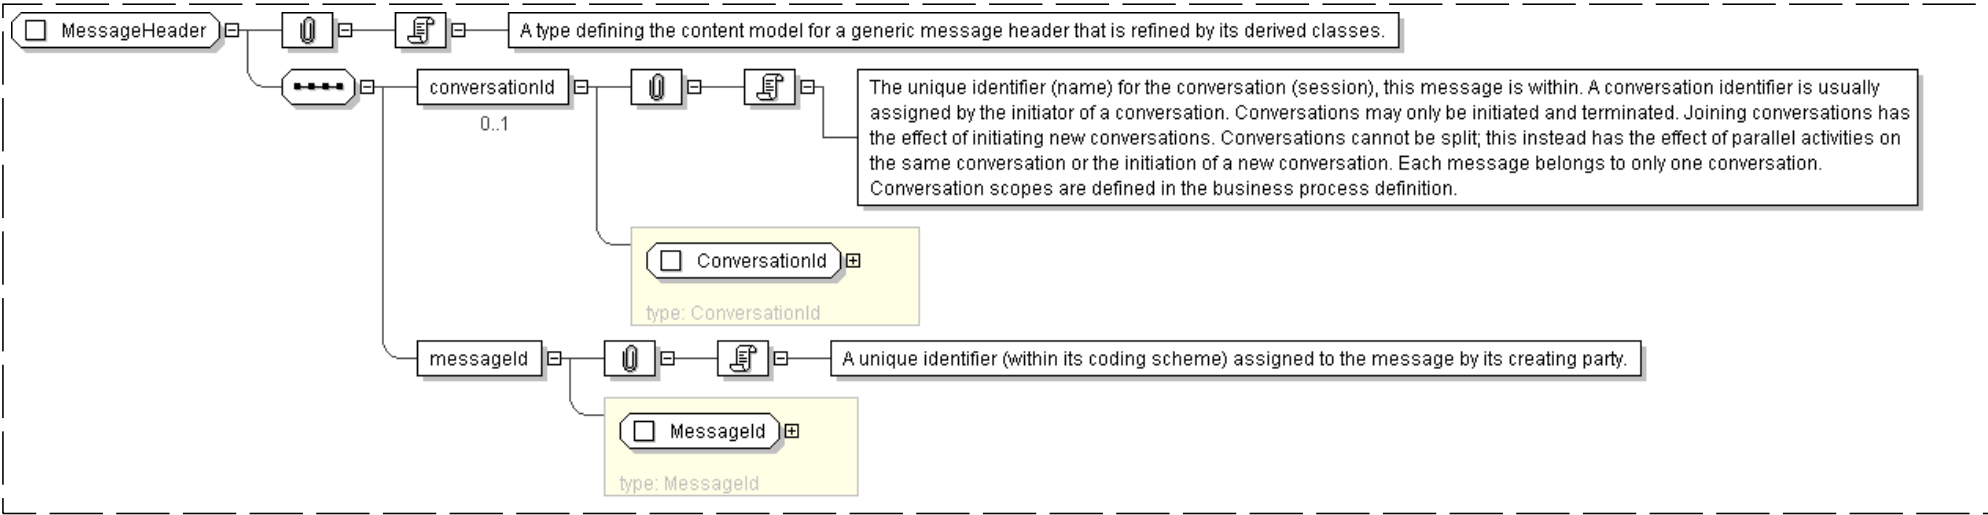 MessageHeader
A type defining the content model for a generic message header that is refined by its derived classes.
conversationId
0..1
The unique identifier (name) for the conversation (session), this message is within. A conversation identifier is usually
assigned by the initiator of a conversation. Conversations may only be initiated and terminated. Joining conversations has
the effect of initiating new conversations. Conversations cannot be split; this instead has the effect of parallel activities on
the same conversation or the initiation of a new conversation. Each message belongs to only one conversation.
Conversation scopes are defined in the business process definition.
ConversationId
type: ConversationId
messageId
A unique identifier (within its coding scheme) assigned to the message by its creating party.
MessageId
type: MessageId